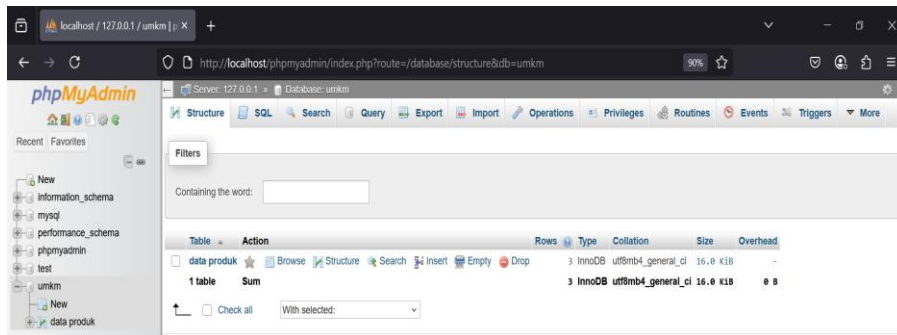 localhost / 127.0.0.1 / umkm | p
http://localhost/phpmyadmin/index.php?route=/database/structure&db=umkm
90%
phpMyAdmin
Recent Favorites
New
information_schema
mysql
performance_schema
phpmyadmin
test
umkm
New
data produk
Server: 127.0.0.1 » Database: umkm
Structure SQL Search Query Export Import Operations Privileges Routines Events Triggers More
Filters
Containing the word:
Table Action Rows Type Collation Size Overhead
data produk Browse Structure Search Insert Empty Drop 3 InnoDB utf8mb4_general_ci 16.0 KiB -
1 table Sum 3 InnoDB utf8mb4_general_ci 16.0 KiB 0 B
Check all With selected: